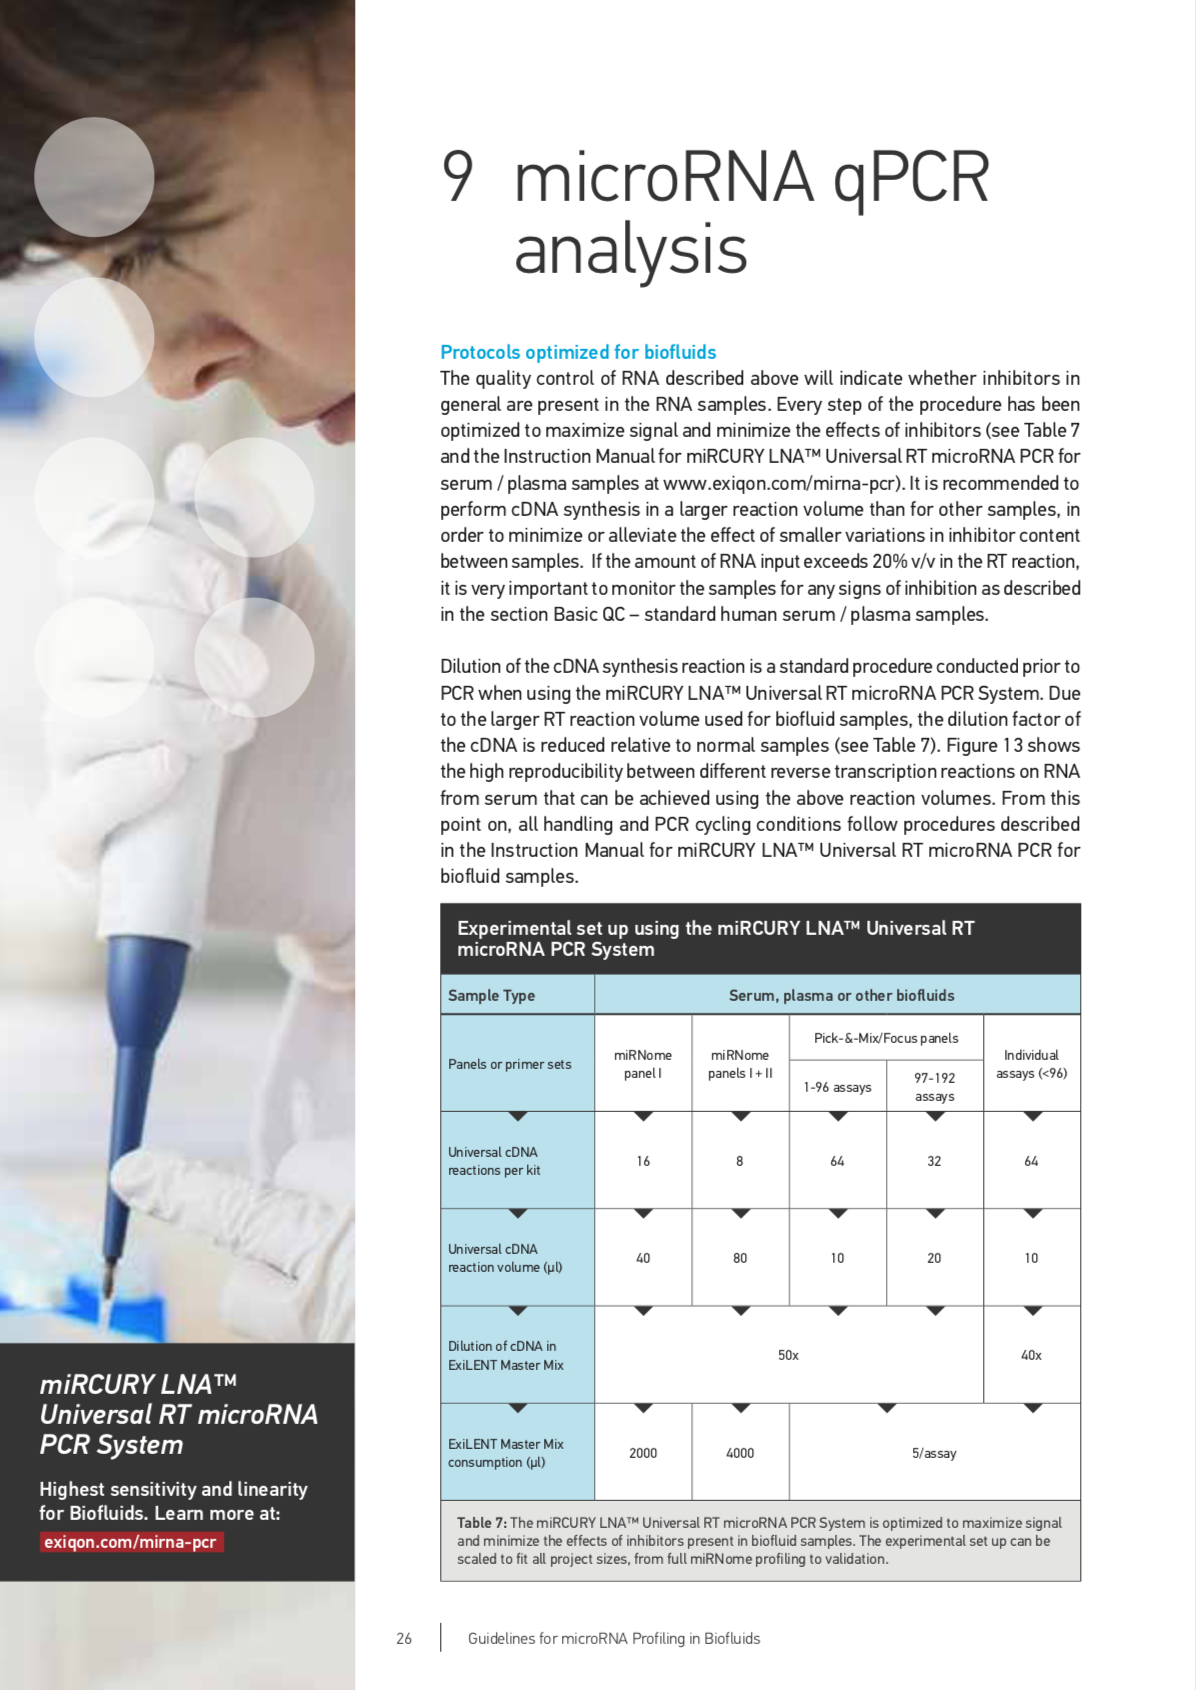 9 microRNA qPCR
analysis
Protocols optimized for biofluids
The quality control of RNA described above will indicate whether inhibitors in
general are present in the RNA samples. Every step of the procedure has been
optimized to maximize signal and minimize the effects of inhibitors (see Table 7
and the Instruction Manual for miRCURY LNA™ Universal RT microRNA PCR for
serum / plasma samples at www.exiqon.com/mirna-pcr). It is recommended to
perform cDNA synthesis in a larger reaction volume than for other samples, in
order to minimize or alleviate the effect of smaller variations in inhibitor content
between samples. If the amount of RNA input exceeds 20% v/v in the RT reaction,
it is very important to monitor the samples for any signs of inhibition as described
in the section Basic QC – standard human serum / plasma samples.
Dilution of the cDNA synthesis reaction is a standard procedure conducted prior to
PCR when using the miRCURY LNA™ Universal RT microRNA PCR System. Due
to the larger RT reaction volume used for biofluid samples, the dilution factor of
the cDNA is reduced relative to normal samples (see Table 7). Figure 13 shows
the high reproducibility between different reverse transcription reactions on RNA
from serum that can be achieved using the above reaction volumes. From this
point on, all handling and PCR cycling conditions follow procedures described
in the Instruction Manual for miRCURY LNA™ Universal RT microRNA PCR for
biofluid samples.
Experimental set up using the miRCURY LNA™ Universal RT
microRNA PCR System
Sample Type Serum, plasma or other biofluids
Panels or primer sets
miRNome
panel I
miRNome
panels I + II
Pick-&-Mix/Focus panels
1-96 assays
97-192
assays
Individual
assays (<96)
Universal cDNA
reactions per kit
16 8 64 32 64
Universal cDNA
reaction volume (µl)
40 80 10 20 10
Dilution of cDNA in
ExiLENT Master Mix
50x 40x
ExiLENT Master Mix
consumption (µl)
2000 4000 5/assay
Table 7: The miRCURY LNA™ Universal RT microRNA PCR System is optimized to maximize signal
and minimize the effects of inhibitors present in biofluid samples. The experimental set up can be
scaled to fit all project sizes, from full miRNome profiling to validation.
miRCURY LNA™
Universal RT microRNA
PCR System
Highest sensitivity and linearity
for Biofluids. Learn more at:
exiqon.com/mirna-pcr
26 Guidelines for microRNA Profiling in Biofluids